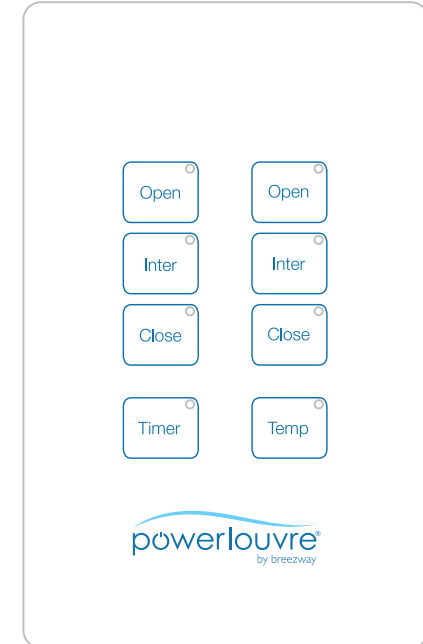 Open Open
Inter Inter
Close Close
Timer Temp
powerlouvre®
by breezway